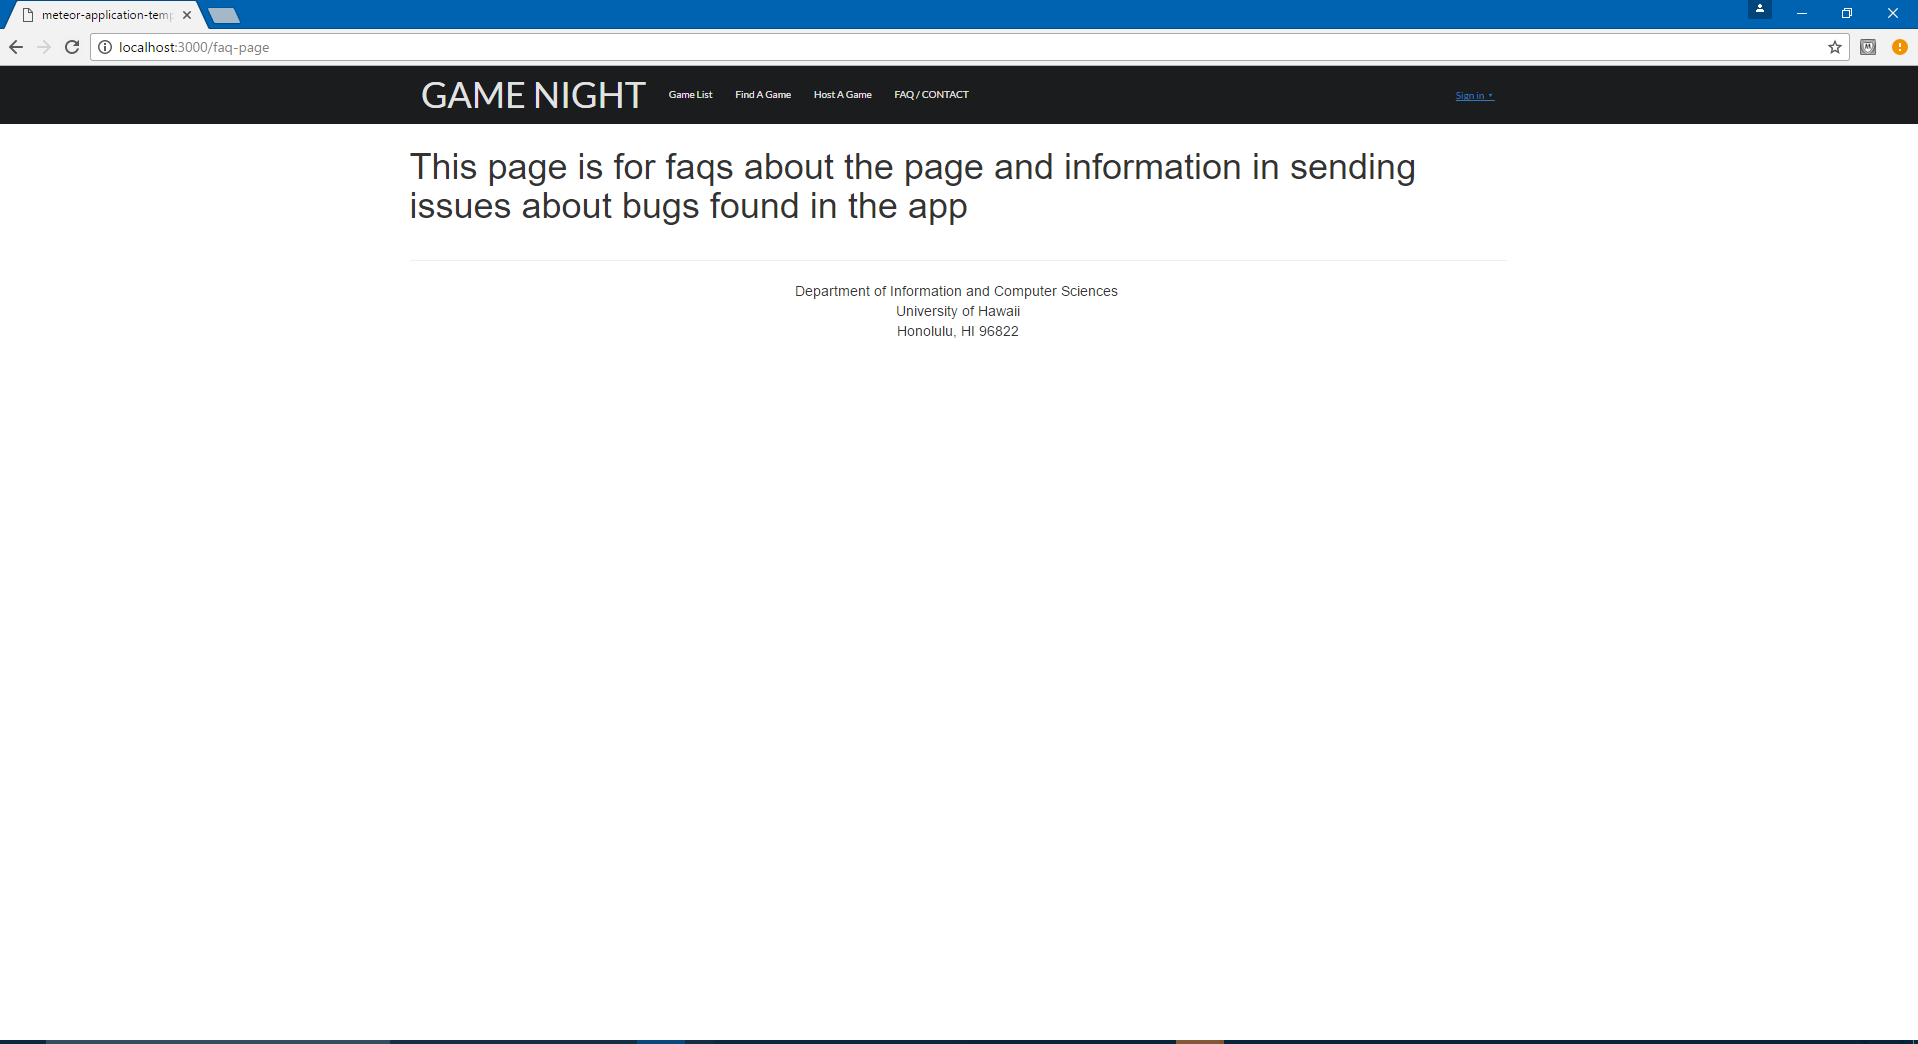 meteor-application-temp
localhost:3000/faq-page
GAME NIGHT Game List Find A Game Host A Game FAQ / CONTACT Sign in
This page is for faqs about the page and information in sending
issues about bugs found in the app
Department of Information and Computer Sciences
University of Hawaii
Honolulu, HI 96822